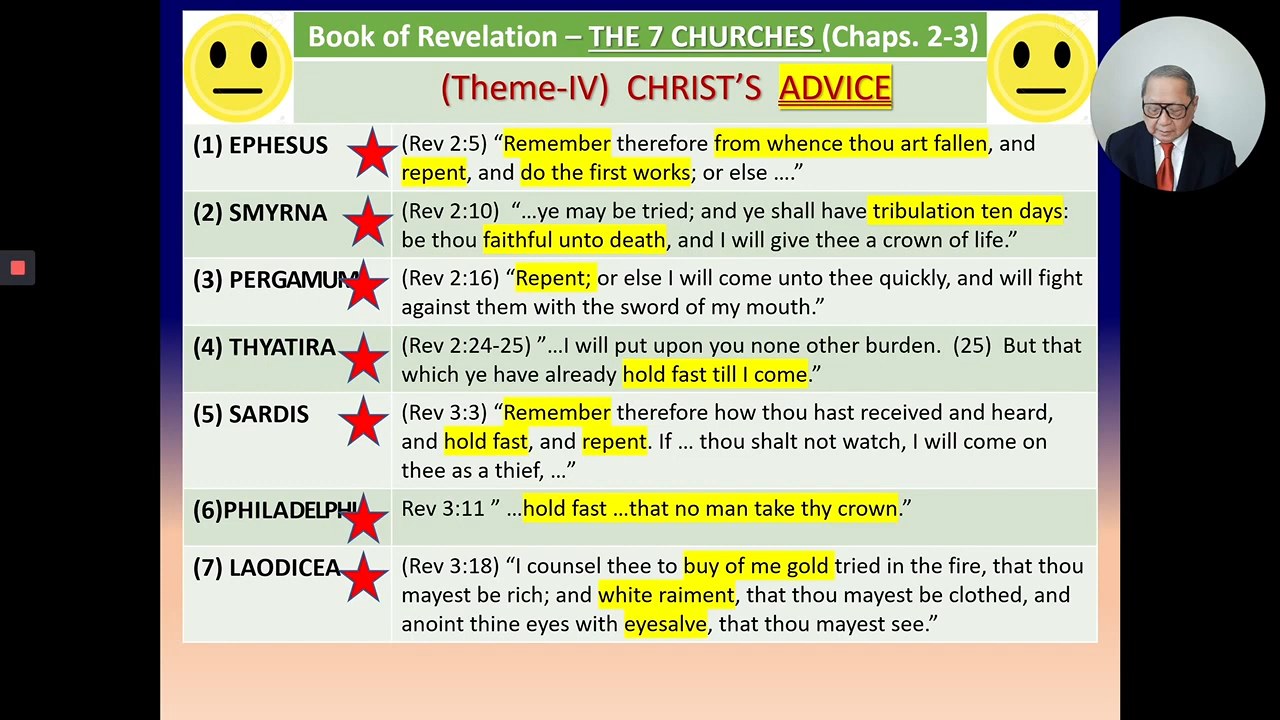 Book of Revelation – THE 7 CHURCHES (Chaps. 2-3)
(Theme-IV) CHRIST’S ADVICE
(1) EPHESUS
(Rev 2:5) “Remember therefore from whence thou art fallen, and
repent, and do the first works; or else ….”
(2) SMYRNA
(Rev 2:10) “…ye may be tried; and ye shall have tribulation ten days:
be thou faithful unto death, and I will give thee a crown of life.”
(3) PERGAMUM
(Rev 2:16) “Repent; or else I will come unto thee quickly, and will fight
against them with the sword of my mouth.”
(4) THYATIRA
(Rev 2:24-25) ”…I will put upon you none other burden. (25) But that
which ye have already hold fast till I come.”
(5) SARDIS
(Rev 3:3) “Remember therefore how thou hast received and heard,
and hold fast, and repent. If … thou shalt not watch, I will come on
thee as a thief, …”
(6)PHILADELPHI
Rev 3:11 ” …hold fast …that no man take thy crown.”
(7) LAODICEA
(Rev 3:18) “I counsel thee to buy of me gold tried in the fire, that thou
mayest be rich; and white raiment, that thou mayest be clothed, and
anoint thine eyes with eyesalve, that thou mayest see.”